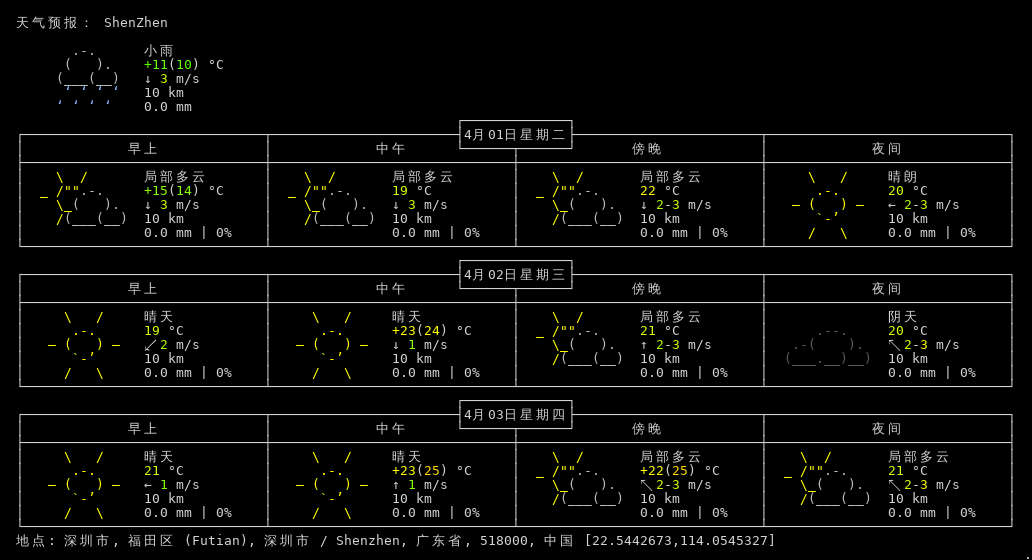 天气预报： ShenZhen
小雨
+11(10) °C
↓ 3 m/s
10 km
0.0 mm
4月01日星期二
早上 中午 傍晚 夜间
局部多云 局部多云 局部多云 晴朗
+15(14) °C 19 °C 22 °C 20 °C
↓ 3 m/s ↓ 3 m/s ↓ 2-3 m/s ← 2-3 m/s
10 km 10 km 10 km 10 km
0.0 mm | 0% 0.0 mm | 0% 0.0 mm | 0% 0.0 mm | 0%
4月02日星期三
早上 中午 傍晚 夜间
晴天 晴天 局部多云 阴天
19 °C +23(24) °C 21 °C 20 °C
↙ 2 m/s ↓ 1 m/s ↑ 2-3 m/s ↖ 2-3 m/s
10 km 10 km 10 km 10 km
0.0 mm | 0% 0.0 mm | 0% 0.0 mm | 0% 0.0 mm | 0%
4月03日星期四
早上 中午 傍晚 夜间
晴天 晴天 局部多云 局部多云
21 °C +23(25) °C +22(25) °C 21 °C
← 1 m/s ↑ 1 m/s ↖ 2-3 m/s ↖ 2-3 m/s
10 km 10 km 10 km 10 km
0.0 mm | 0% 0.0 mm | 0% 0.0 mm | 0% 0.0 mm | 0%
地点: 深圳市, 福田区 (Futian), 深圳市 / Shenzhen, 广东省, 518000, 中国 [22.5442673,114.0545327]